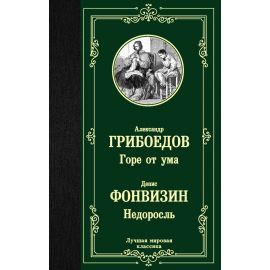 Александр
ГРИБОЕДОВ
Горе от ума
Денис
ФОНВИЗИН
Недоросль
Лучшая мировая
классика